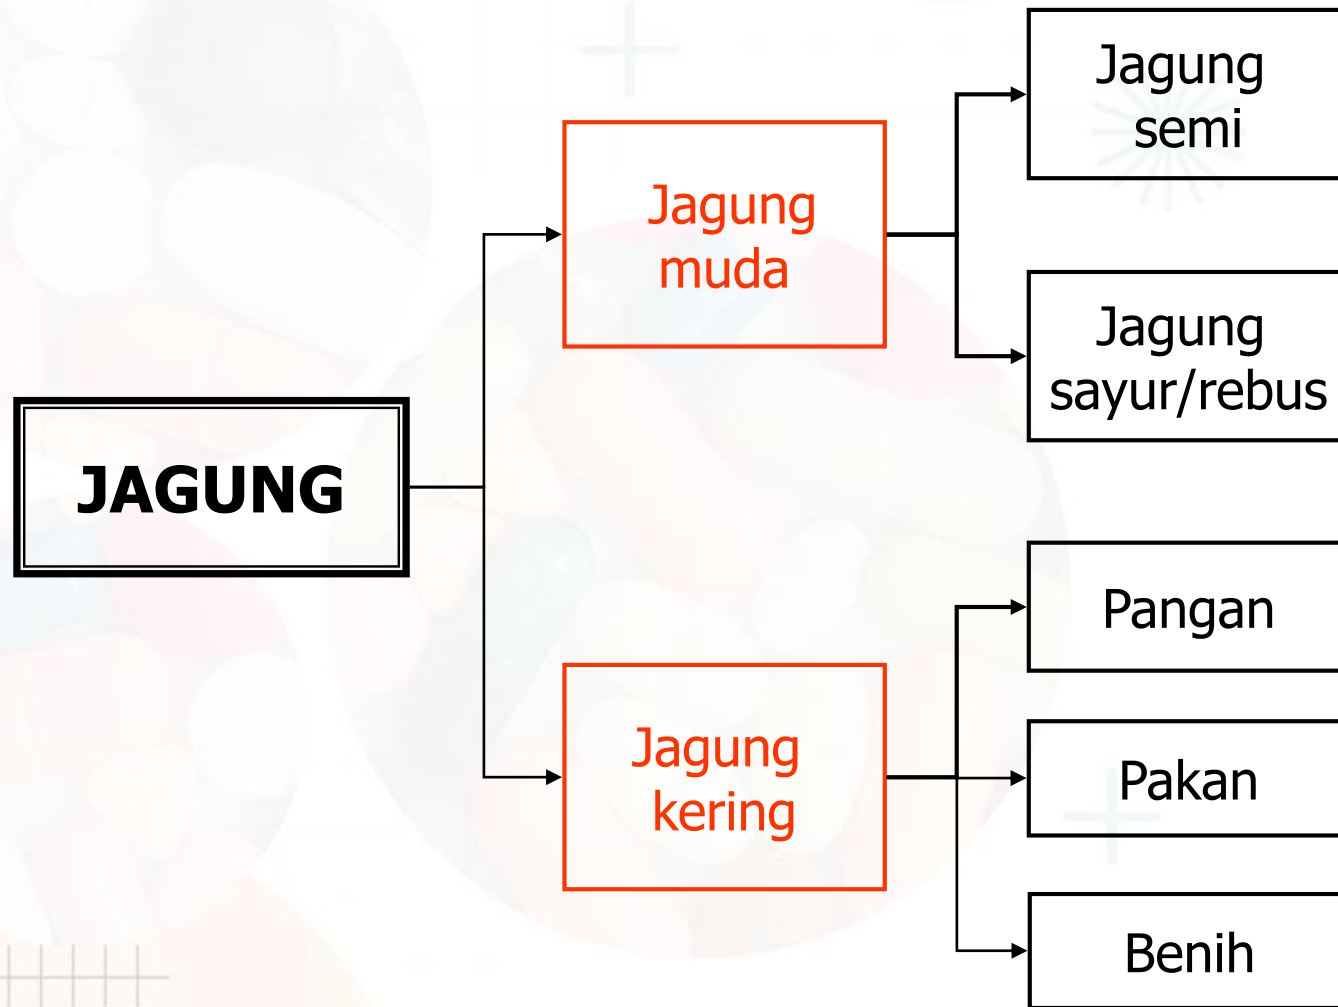 JAGUNG
Jagung
muda
Jagung
semi
Jagung
sayur/rebus
Jagung
kering
Pangan
Pakan
Benih